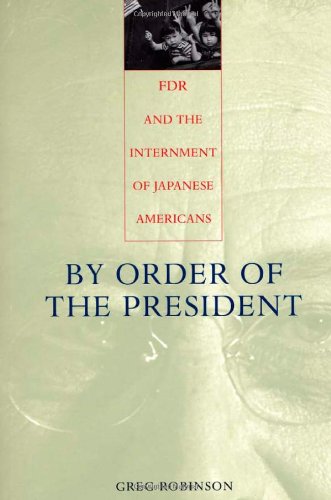 FDR
AND THE
INTERNMENT
OF JAPANESE
AMERICANS
BY ORDER OF
THE PRESIDENT
GREG ROBINSON